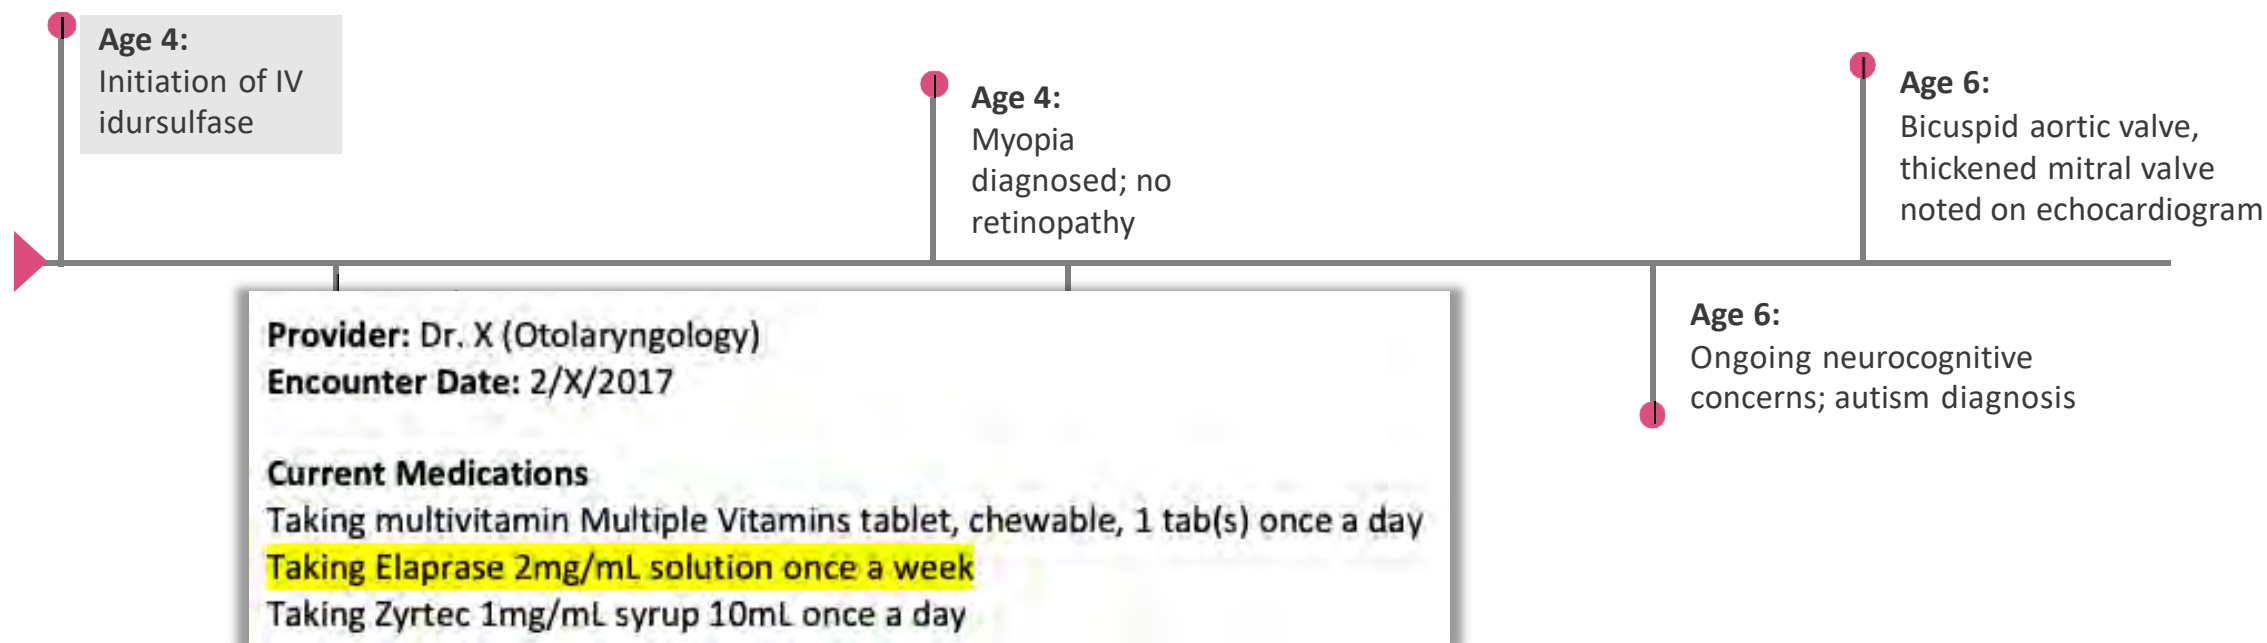 Age 4:
Initiation of IV
idursulfase
Age 4:
Myopia
diagnosed; no
retinopathy
Age 6:
Bicuspid aortic valve,
thickened mitral valve
noted on echocardiogram
Age 6:
Ongoing neurocognitive
concerns; autism diagnosis
Provider: Dr. X (Otolaryngology)
Encounter Date: 2/X/2017
Current Medications
Taking multivitamin Multiple Vitamins tablet, chewable, 1 tab(s) once a day
Taking Elaprase 2mg/mL solution once a week
Taking Zyrtec 1mg/mL syrup 10mL once a day